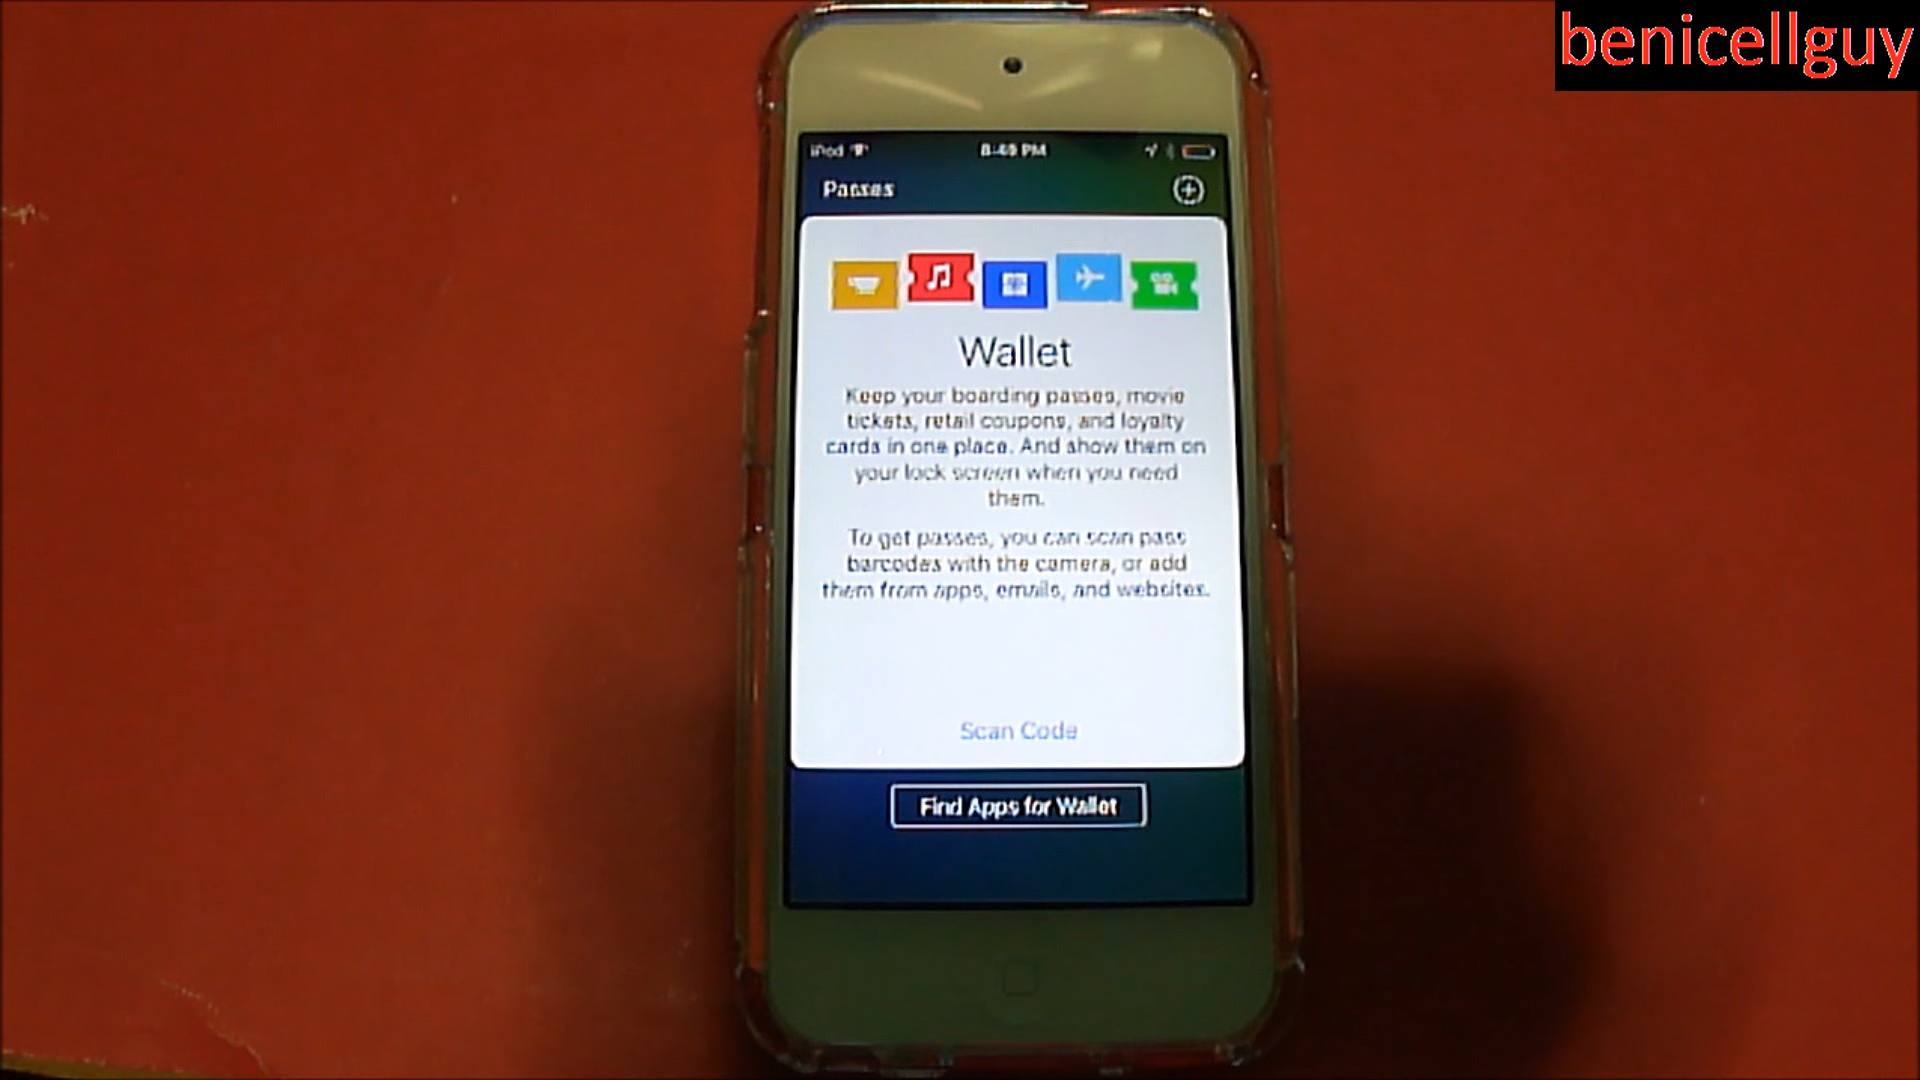 benicellguy
iPod 8:49 PM
Passes
Wallet
Keep your boarding passes, movie
tickets, retail coupons, and loyalty
cards in one place. And show them on
your lock screen when you need
them.
To get passes, you can scan pass
barcodes with the camera, or add
them from apps, emails, and websites.
Scan Code
Find Apps for Wallet